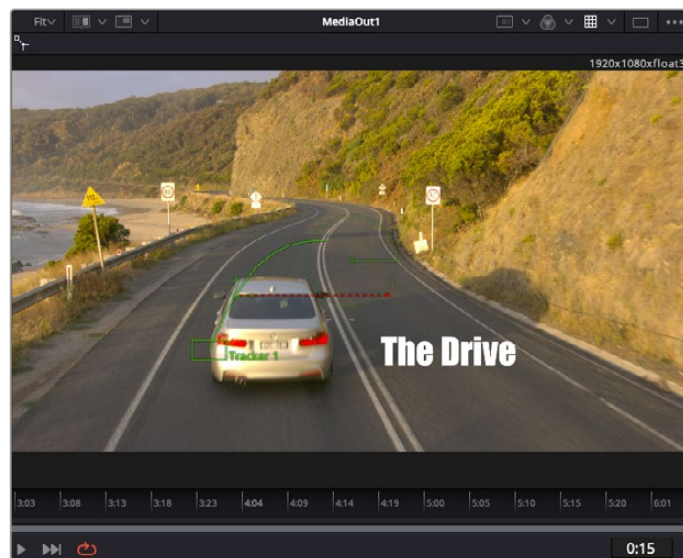 Fit
MediaOut1
1920x1080xfloat3
Tracker 1
The Drive
3:03 3:08 3:13 3:18 3:23 4:04 4:09 4:14 4:19 5:00 5:05 5:10 5:15 5:20 6:01
0:15